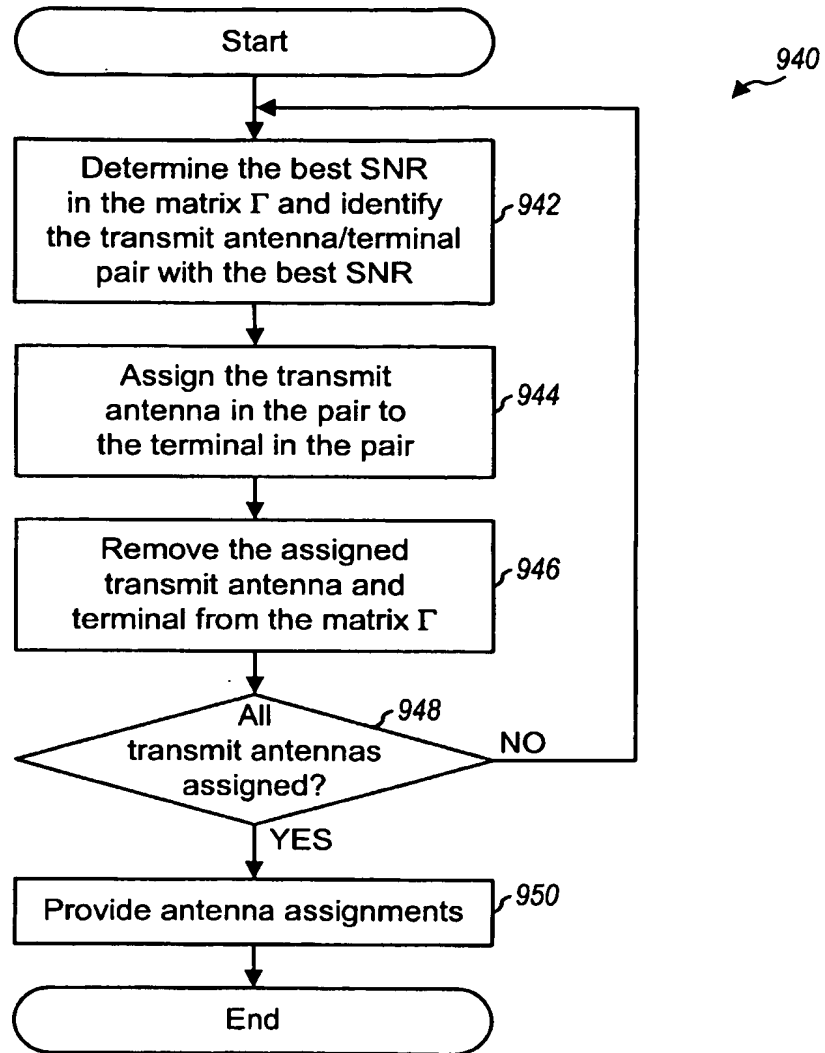 Start
940
Determine the best SNR
in the matrix Γ and identify
the transmit antenna/terminal
pair with the best SNR
942
Assign the transmit
antenna in the pair to
the terminal in the pair
944
Remove the assigned
transmit antenna and
terminal from the matrix Γ
946
All
transmit antennas
assigned?
948
NO
YES
Provide antenna assignments
950
End